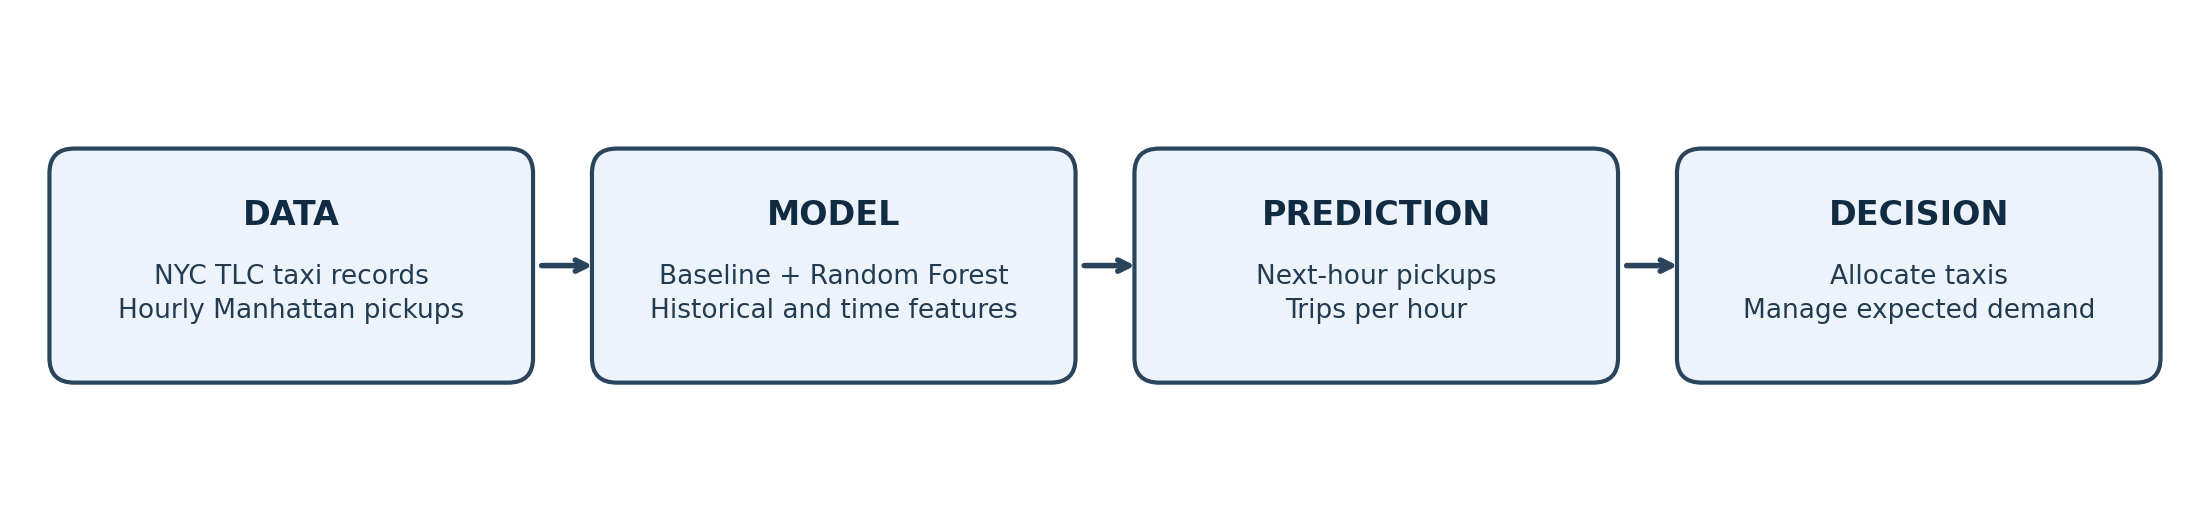 DATA
NYC TLC taxi records
Hourly Manhattan pickups
MODEL
Baseline + Random Forest
Historical and time features
PREDICTION
Next-hour pickups
Trips per hour
DECISION
Allocate taxis
Manage expected demand